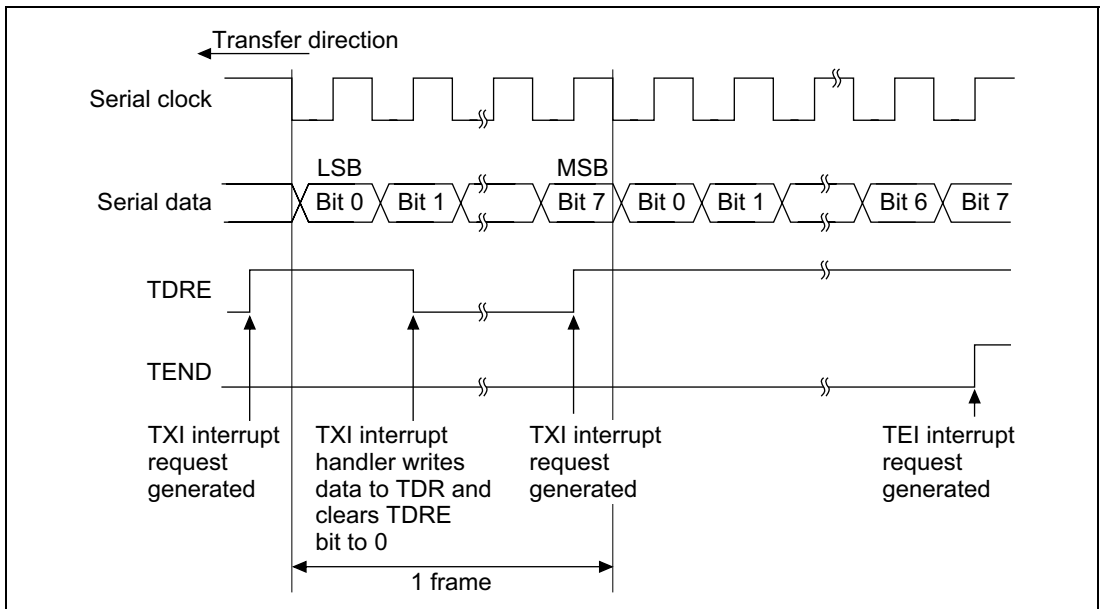 Transfer direction
Serial clock
LSB
MSB
Serial data
Bit 0
Bit 1
Bit 7
Bit 0
Bit 1
Bit 6
Bit 7
TDRE
TEND
TXI interrupt
request
generated
TXI interrupt
handler writes
data to TDR and
clears TDRE
bit to 0
TXI interrupt
request
generated
TEI interrupt
request
generated
1 frame